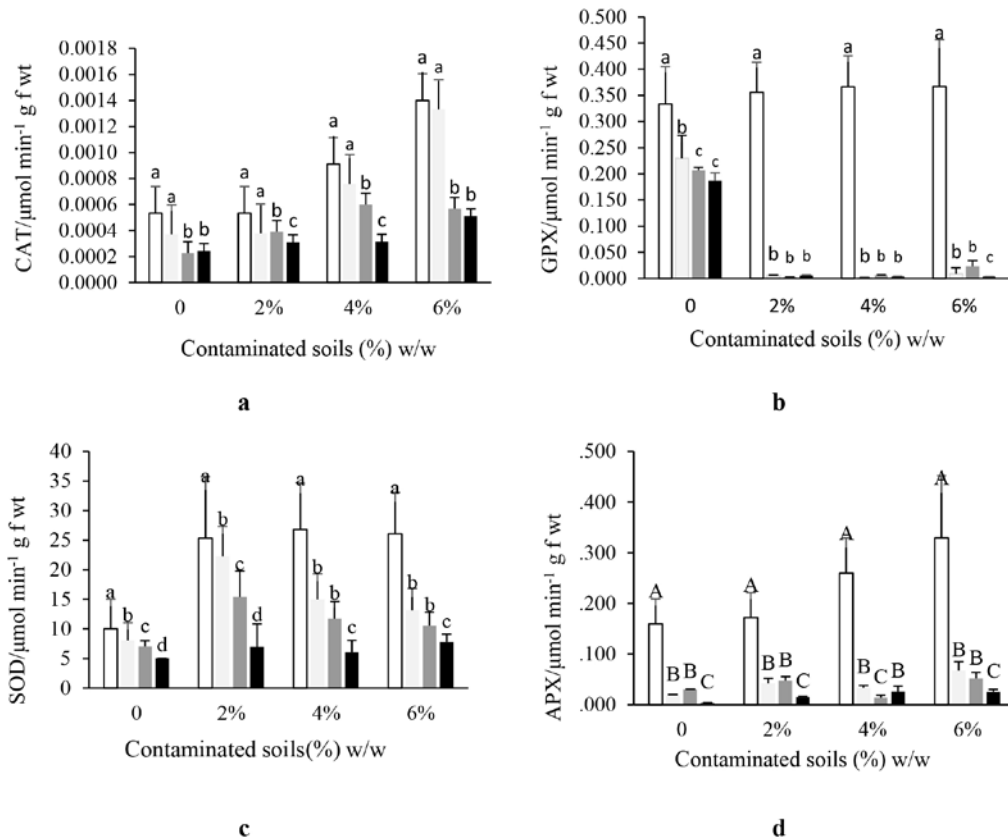 0.0018
0.0016
0.0014
0.0012
0.0010
0.0008
0.0006
0.0004
0.0002
0.0000
CAT/µmol min⁻¹ g f wt
a a b b
a a b c
a a b c
a a b b
0 2% 4% 6%
Contaminated soils (%) w/w
a
0.500
0.450
0.400
0.350
0.300
0.250
0.200
0.150
0.100
0.050
0.000
GPX/µmol min⁻¹ g f wt
a b c c
a b b b
a b b b
a b b c
0 2% 4% 6%
Contaminated soils (%) w/w
b
40
35
30
25
20
15
10
5
0
SOD/µmol min⁻¹ g f wt
a b c d
a b c d
a b b c
a b b c
0 2% 4% 6%
Contaminated soils(%) w/w
c
.500
.400
.300
.200
.100
.000
APX/µmol min⁻¹ g f wt
A B B C
A B B C
A B C B
A B B C
0 2% 4% 6%
Contaminated soils (%) w/w
d